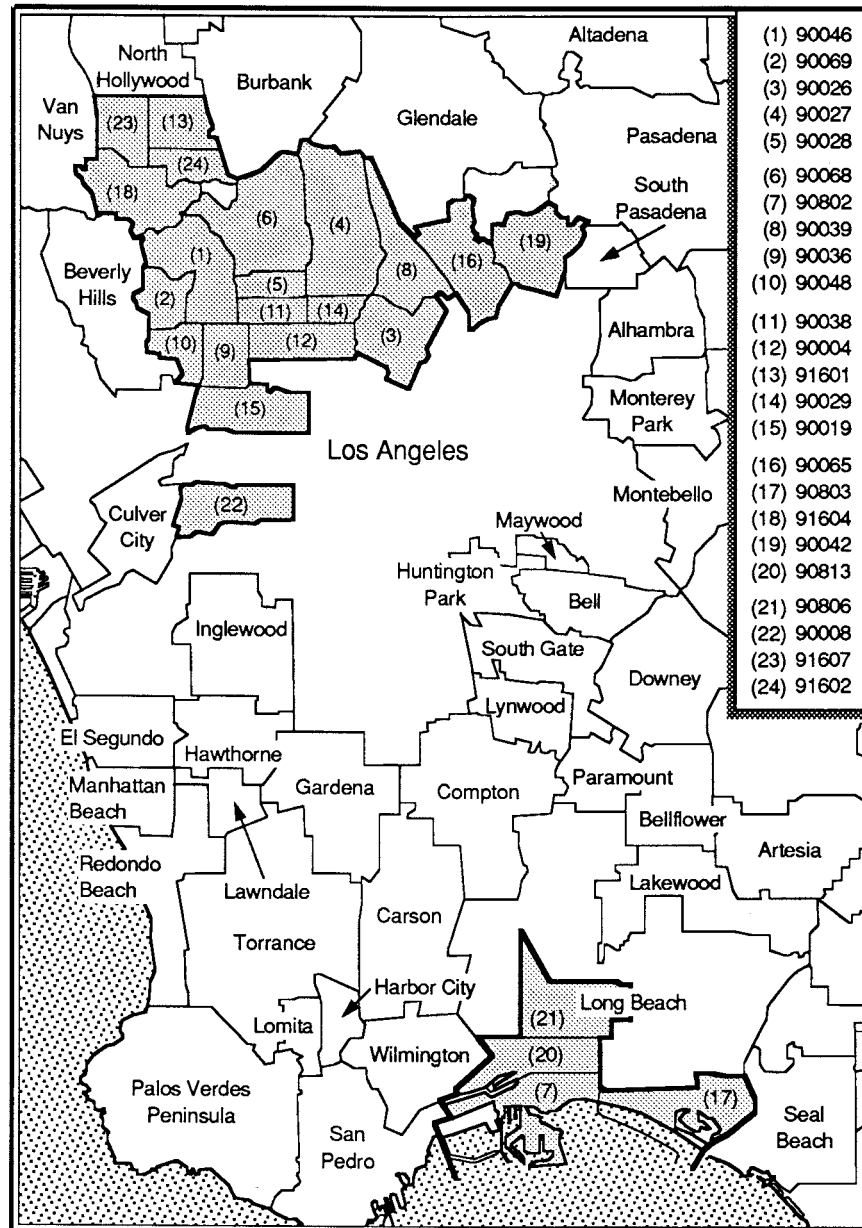 Altadena
North
Hollywood
Burbank
Van
Nuys
Glendale
Pasadena
(23)
(13)
(24)
(18)
South
Pasadena
(6)
(4)
(19)
(1)
(16)
(8)
Beverly
Hills
(2)
(5)
(11)
(14)
(3)
Alhambra
(10)
(9)
(12)
(15)
Monterey
Park
Los Angeles
Culver
City
(22)
Montebello
Maywood
Huntington
Park
Bell
Inglewood
South Gate
Downey
Lynwood
El Segundo
Hawthorne
Manhattan
Beach
Gardena
Compton
Paramount
Bellflower
Artesia
Redondo
Beach
Lawndale
Lakewood
Carson
Torrance
Harbor City
Long Beach
Lomita
(21)
Wilmington
(20)
(7)
(17)
Palos Verdes
Peninsula
Seal
Beach
San
Pedro
(1) 90046
(2) 90069
(3) 90026
(4) 90027
(5) 90028
(6) 90068
(7) 90802
(8) 90039
(9) 90036
(10) 90048
(11) 90038
(12) 90004
(13) 91601
(14) 90029
(15) 90019
(16) 90065
(17) 90803
(18) 91604
(19) 90042
(20) 90813
(21) 90806
(22) 90008
(23) 91607
(24) 91602